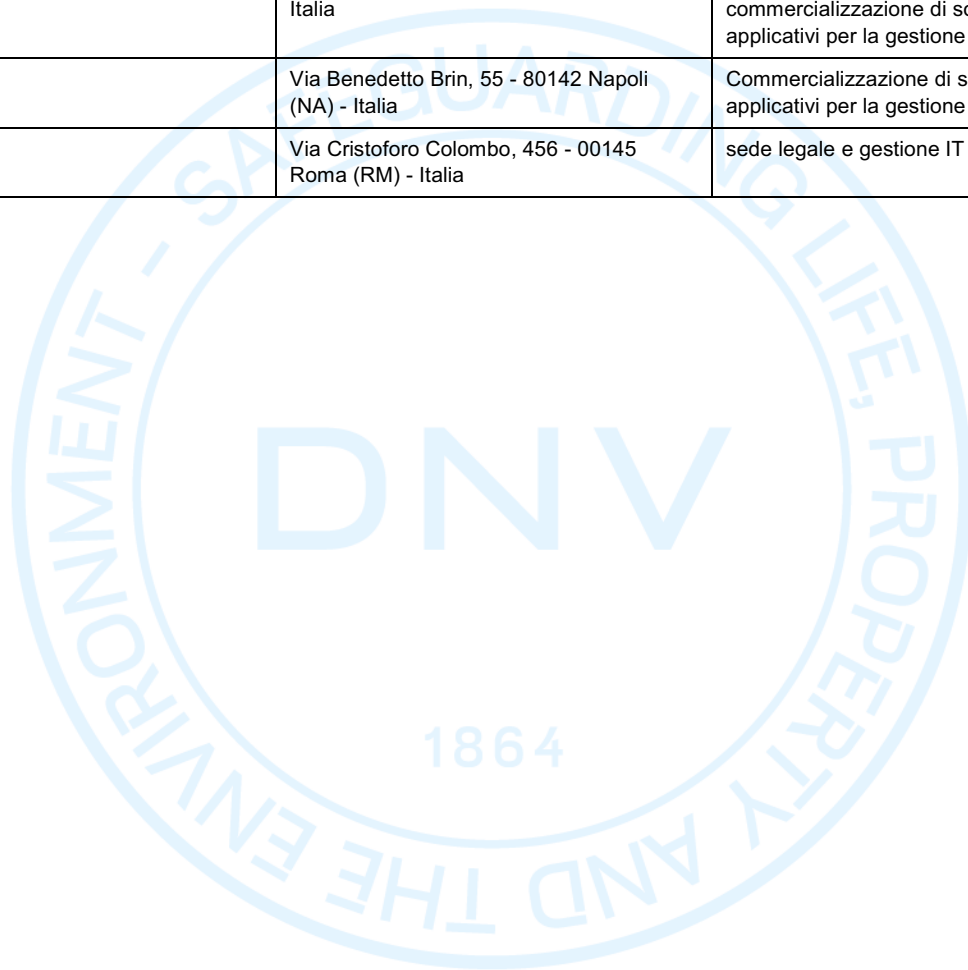 Italia
commercializzazione di
applicativi per la gestione
Via Benedetto Brin, 55 - 80142 Napoli
(NA) - Italia
Commercializzazione di
applicativi per la gestione
Via Cristoforo Colombo, 456 - 00145
Roma (RM) - Italia
sede legale e gestione IT
SAFEGUARDING LIFE, PROPERTY AND THE ENVIRONMENT -
DNV
1864